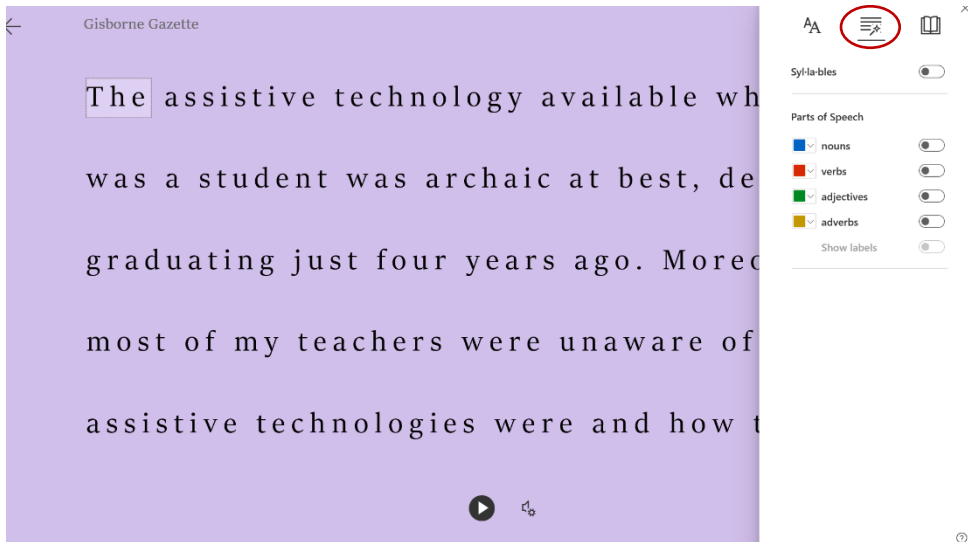 Gisborne Gazette
The assistive technology available wh
was a student was archaic at best, de
graduating just four years ago. Moreo
most of my teachers were unaware of
assistive technologies were and how t
AA
Syl·la·bles
Parts of Speech
nouns
verbs
adjectives
adverbs
Show labels
?